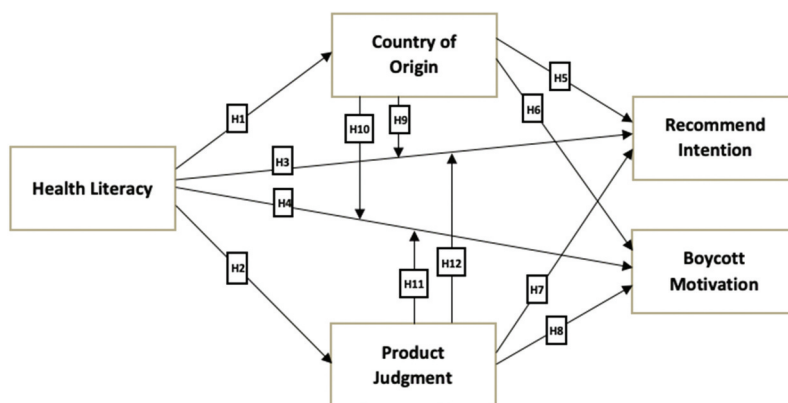 Country of
Origin
H5
H1
H10
H9
H6
Recommend
Intention
H3
Health Literacy
H4
H2
H11
H12
H7
Boycott
Motivation
H8
Product
Judgment